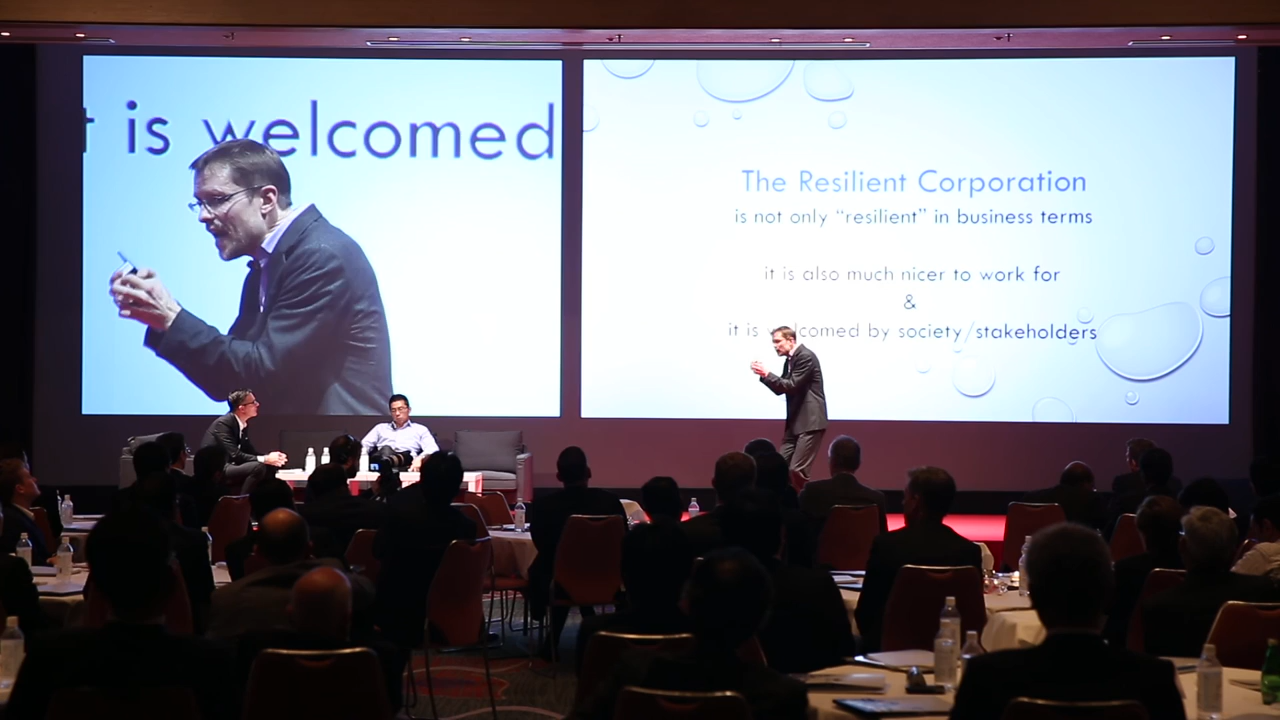 t is welcomed
The Resilient Corporation
is not only “resilient” in business terms
it is also much nicer to work for
&
it is welcomed by society/stakeholders